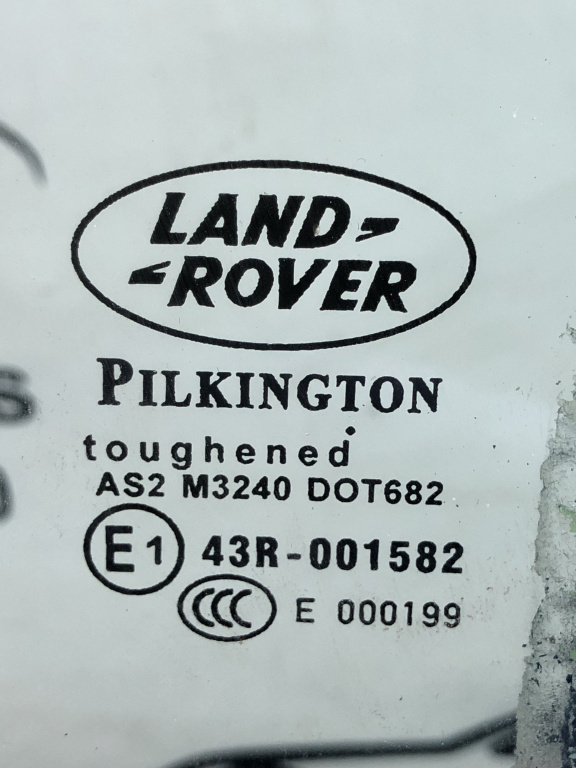 LAND
ROVER
PILKINGTON
toughened
AS2 M3240 DOT682
E1 43R-001582
CCC E 000199